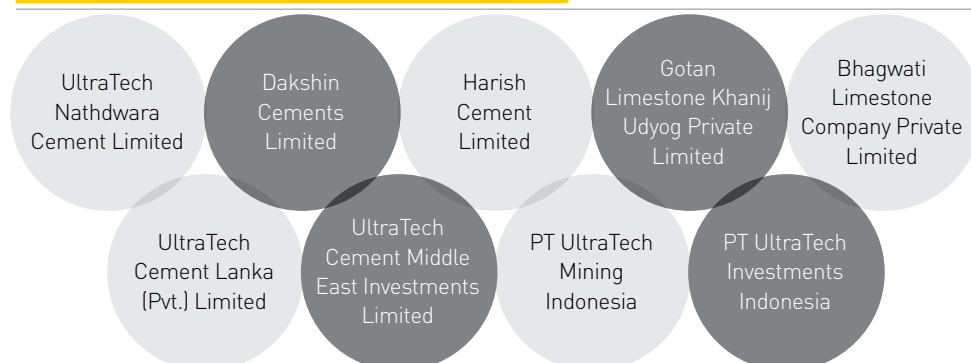 UltraTech
Nathdwara
Cement Limited
Dakshin
Cements
Limited
Harish
Cement
Limited
Gotan
Limestone Khanij
Udyog Private
Limited
Bhagwati
Limestone
Company Private
Limited
UltraTech
Cement Lanka
(Pvt.) Limited
UltraTech
Cement Middle
East Investments
Limited
PT UltraTech
Mining
Indonesia
PT UltraTech
Investments
Indonesia